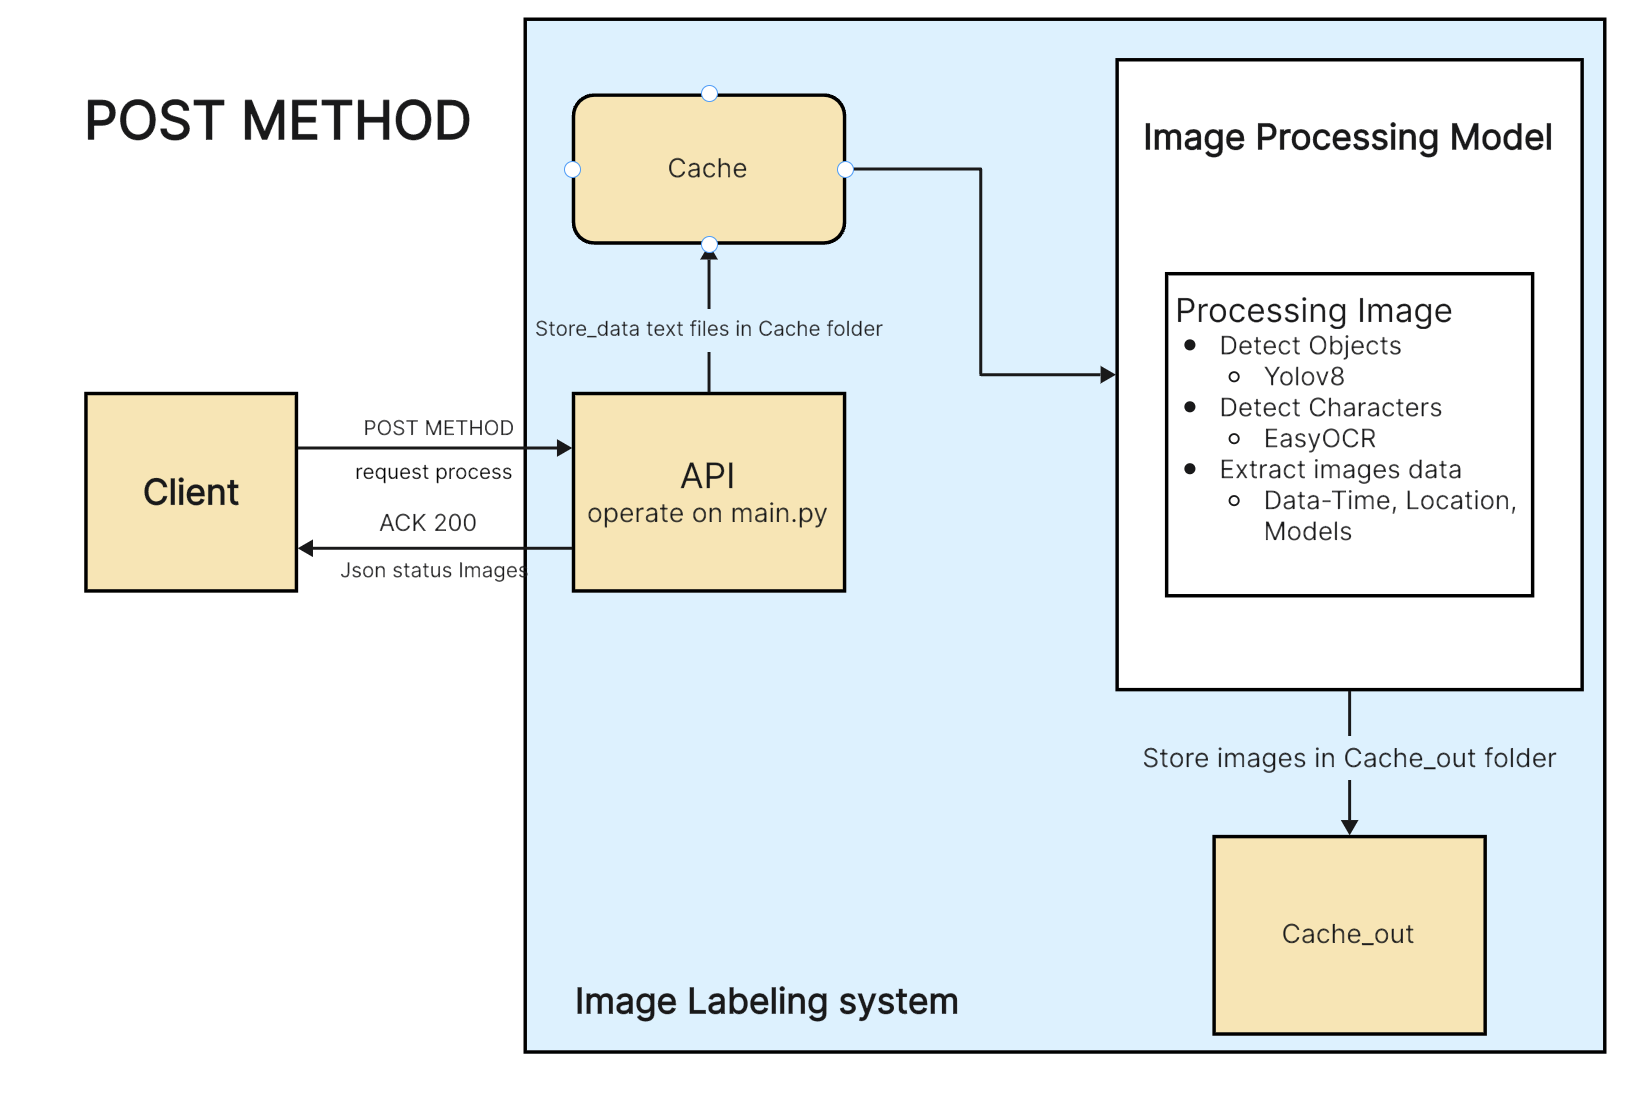 POST METHOD
Cache
Image Processing Model
Store_data text files in Cache folder
Processing Image
Detect Objects
Yolov8
Detect Characters
EasyOCR
Extract images data
Data-Time, Location,
Models
Client
POST METHOD
request process
ACK 200
Json status Images
API
operate on main.py
Store images in Cache_out folder
Cache_out
Image Labeling system